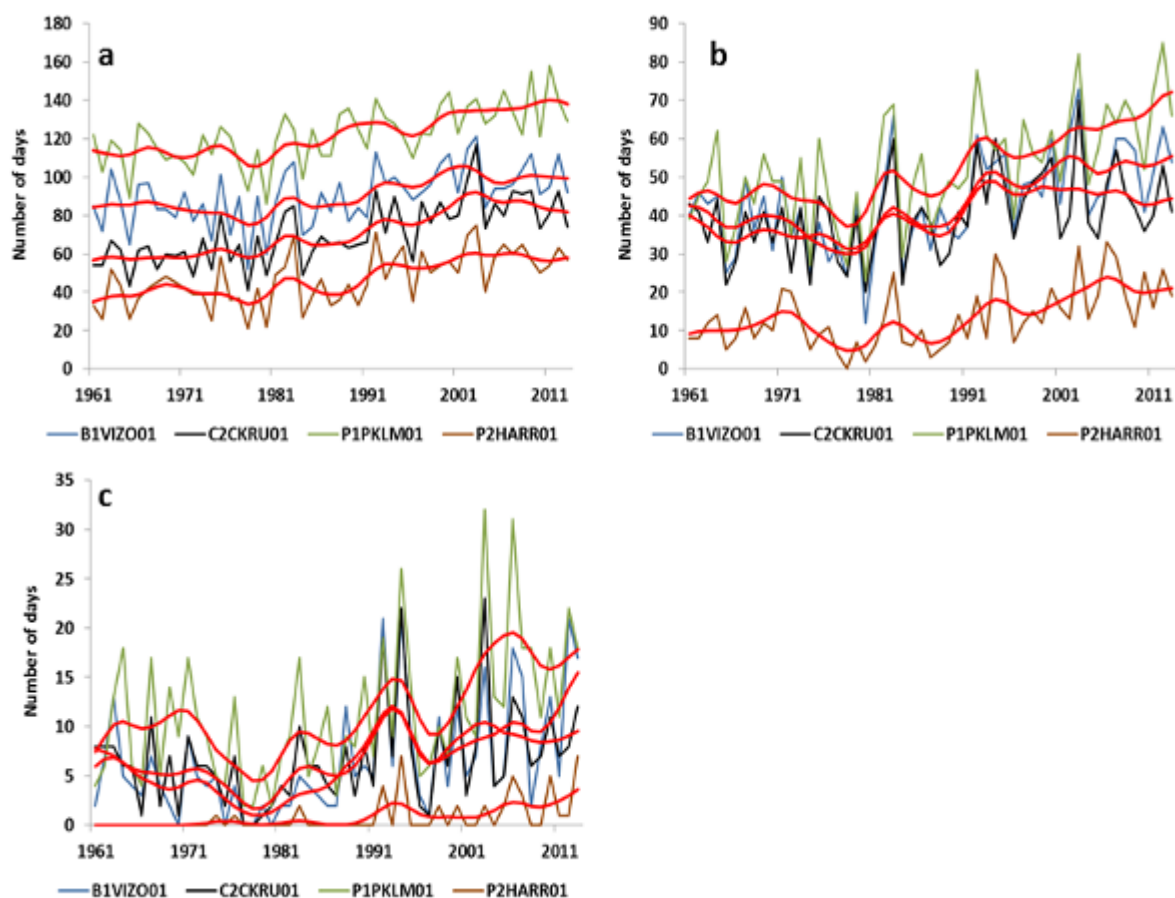 a
Number of days
180
160
140
120
100
80
60
40
20
0
1961 1971 1981 1991 2001 2011
B1VIZO01 C2CKRU01 P1PKLM01 P2HARR01
b
Number of days
90
80
70
60
50
40
30
20
10
0
1961 1971 1981 1991 2001 2011
B1VIZO01 C2CKRU01 P1PKLM01 P2HARR01
c
Number of days
35
30
25
20
15
10
5
0
1961 1971 1981 1991 2001 2011
B1VIZO01 C2CKRU01 P1PKLM01 P2HARR01